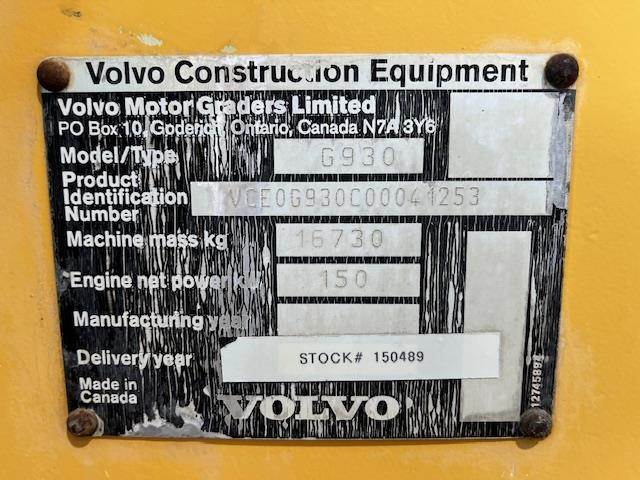 Volvo Construction Equipment
Volvo Motor Graders Limited
PO Box 10, Goderich, Ontario, Canada N7A 3Y6
Model/Type G930
Product
Identification VCE0G930C00041253
Number
Machine mass kg 16730
Engine net power kW 150
Manufacturing year
Delivery year STOCK# 150489
Made in
Canada
VOLVO